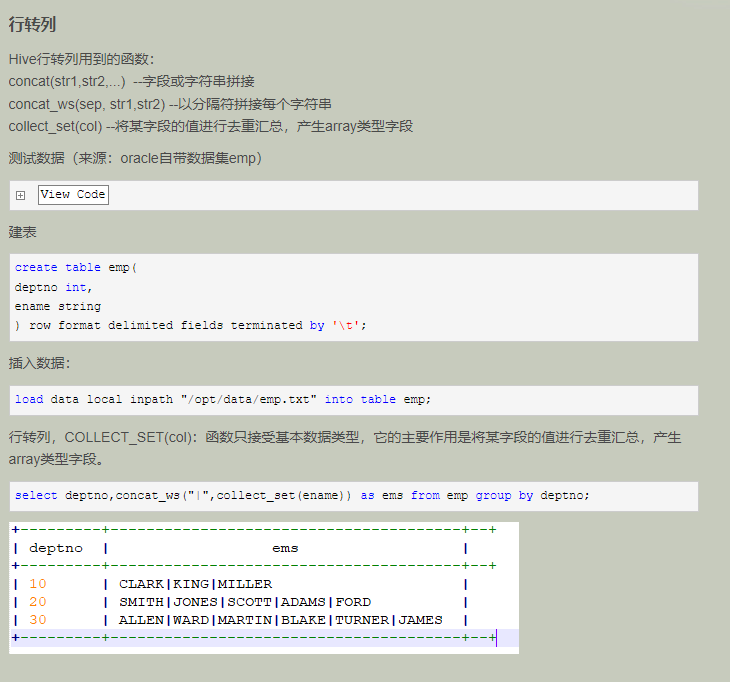 行转列
Hive行转列用到的函数：
concat(str1,str2,...)  --字段或字符串拼接
concat_ws(sep, str1,str2) --以分隔符拼接每个字符串
collect_set(col) --将某字段的值进行去重汇总，产生array类型字段
测试数据（来源：oracle自带数据集emp）
View Code
建表
create table emp(
deptno int,
ename string
) row format delimited fields terminated by '\t';
插入数据：
load data local inpath "/opt/data/emp.txt" into table emp;
行转列，COLLECT_SET(col)：函数只接受基本数据类型，它的主要作用是将某字段的值进行去重汇总，产生
array类型字段。
select deptno,concat_ws("|",collect_set(ename)) as ems from emp group by deptno;
+---------+---------------------------------------+--+
| deptno  |                  ems                  |
+---------+---------------------------------------+--+
| 10      | CLARK|KING|MILLER                     |
| 20      | SMITH|JONES|SCOTT|ADAMS|FORD          |
| 30      | ALLEN|WARD|MARTIN|BLAKE|TURNER|JAMES  |
+---------+---------------------------------------+--+